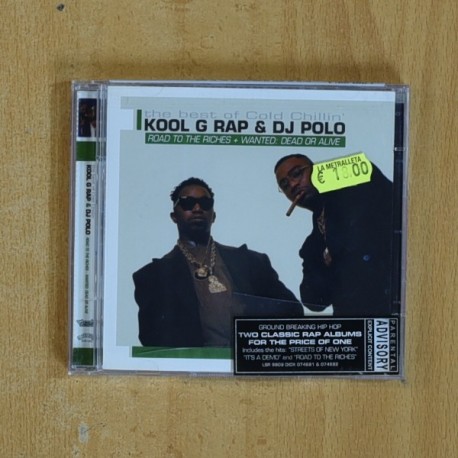 the best of Cold Chillin'
KOOL G RAP & DJ POLO
ROAD TO THE RICHES + WANTED: DEAD OR ALIVE
LA METRALLETA
€ 10.00
KOOL G RAP & DJ POLO
GROUND BREAKING HIP HOP
TWO CLASSIC RAP ALBUMS
FOR THE PRICE OF ONE
Includes the hits: "STREETS OF NEW YORK"
"IT'S A DEMO" and "ROAD TO THE RICHES"
PARENTAL
ADVISORY
EXPLICIT CONTENT